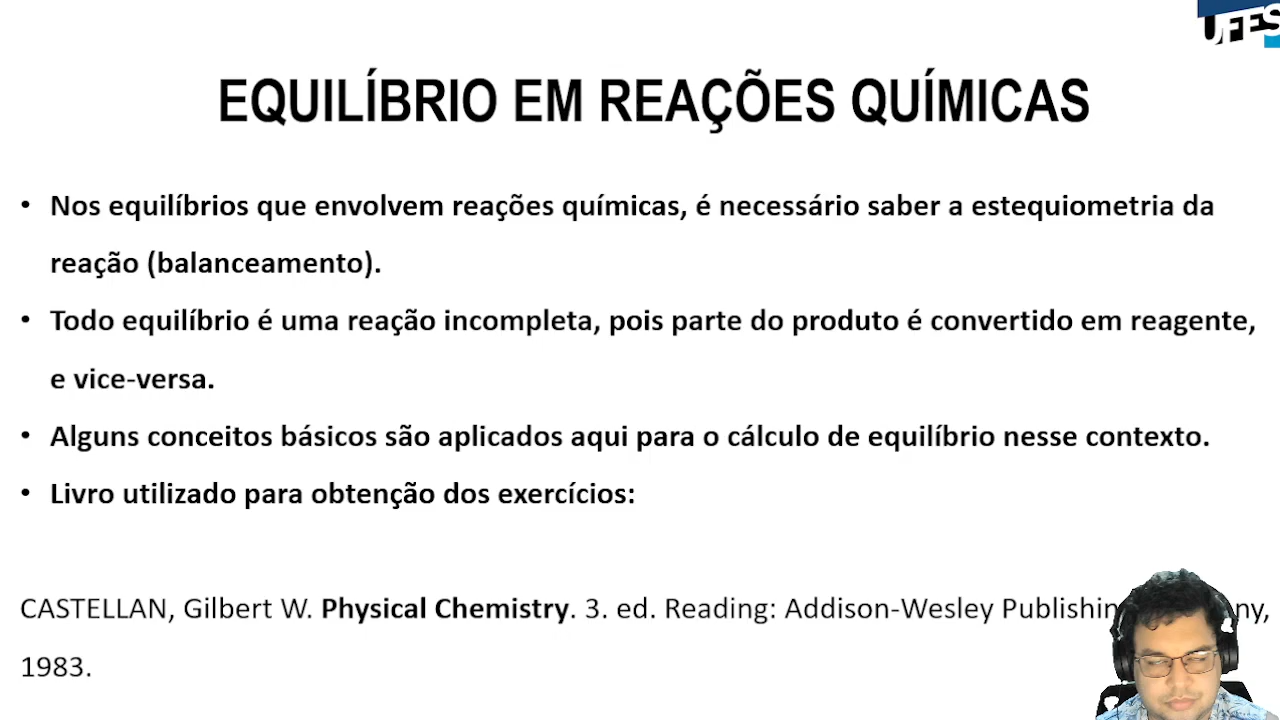 UFES
EQUILÍBRIO EM REAÇÕES QUÍMICAS
• Nos equilíbrios que envolvem reações químicas, é necessário saber a estequiometria da
reação (balanceamento).
• Todo equilíbrio é uma reação incompleta, pois parte do produto é convertido em reagente,
e vice-versa.
• Alguns conceitos básicos são aplicados aqui para o cálculo de equilíbrio nesse contexto.
• Livro utilizado para obtenção dos exercícios:
CASTELLAN, Gilbert W. Physical Chemistry. 3. ed. Reading: Addison-Wesley
1983.